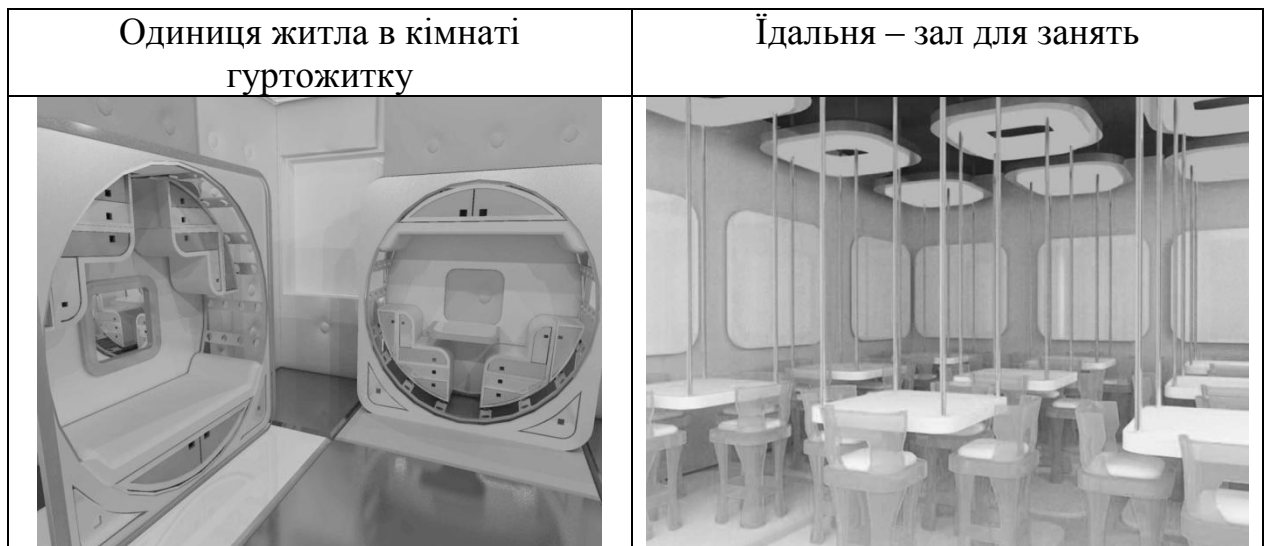 Одиниця житла в кімнаті
гуртожитку
Їдальня – зал для занять